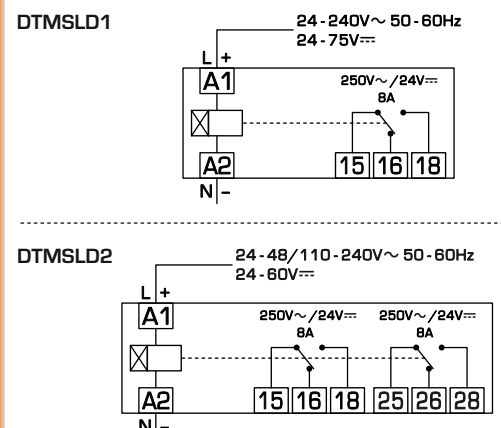 DTMSLD1
24-240V~ 50-60Hz
24-75V⎓
L +
A1
250V~/24V⎓
8A
A2
15 16 18
N -
DTMSLD2
24-48/110-240V~ 50-60Hz
24-60V⎓
L +
A1
250V~/24V⎓ 250V~/24V⎓
8A 8A
A2
15 16 18 25 26 28
N -